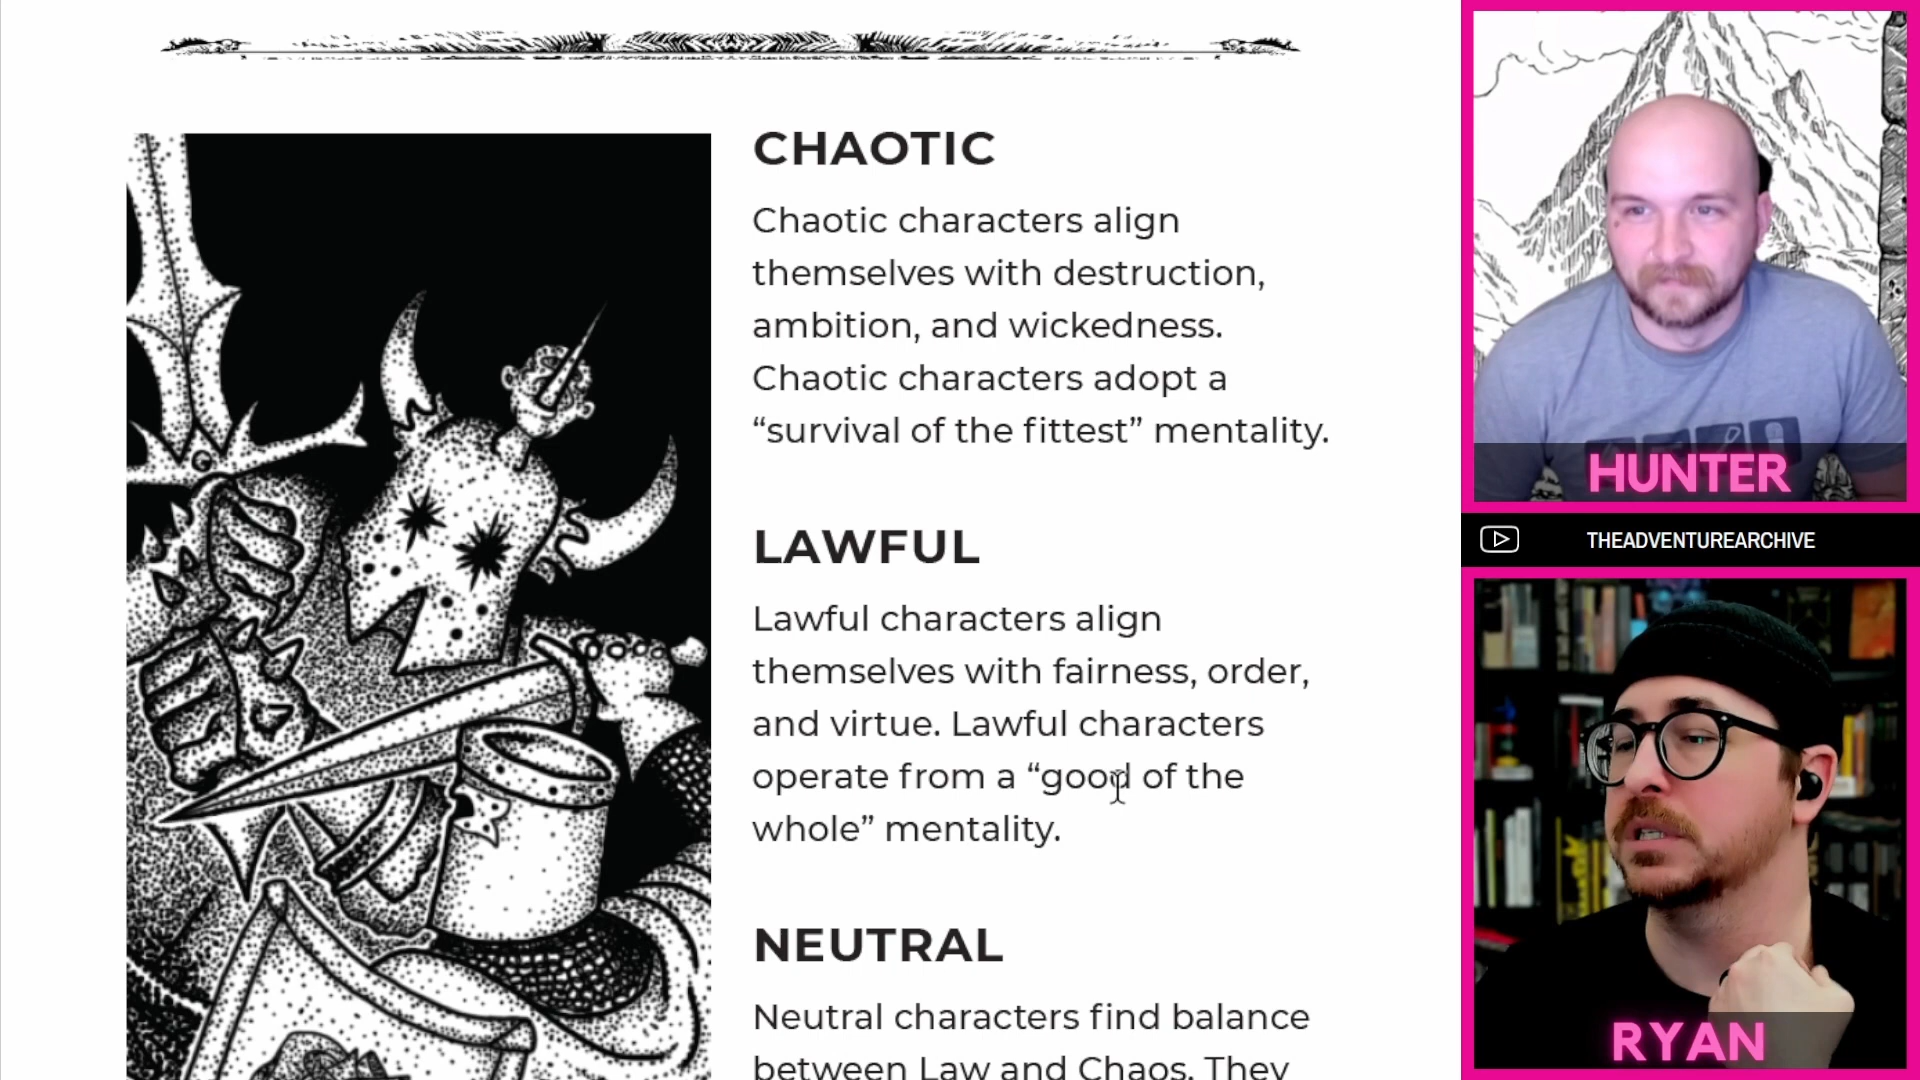 CHAOTIC
Chaotic characters align
themselves with destruction,
ambition, and wickedness.
Chaotic characters adopt a
“survival of the fittest” mentality.
LAWFUL
Lawful characters align
themselves with fairness, order,
and virtue. Lawful characters
operate from a “good of the
whole” mentality.
NEUTRAL
Neutral characters find balance
between Law and Chaos. They
HUNTER
THEADVENTUREARCHIVE
RYAN